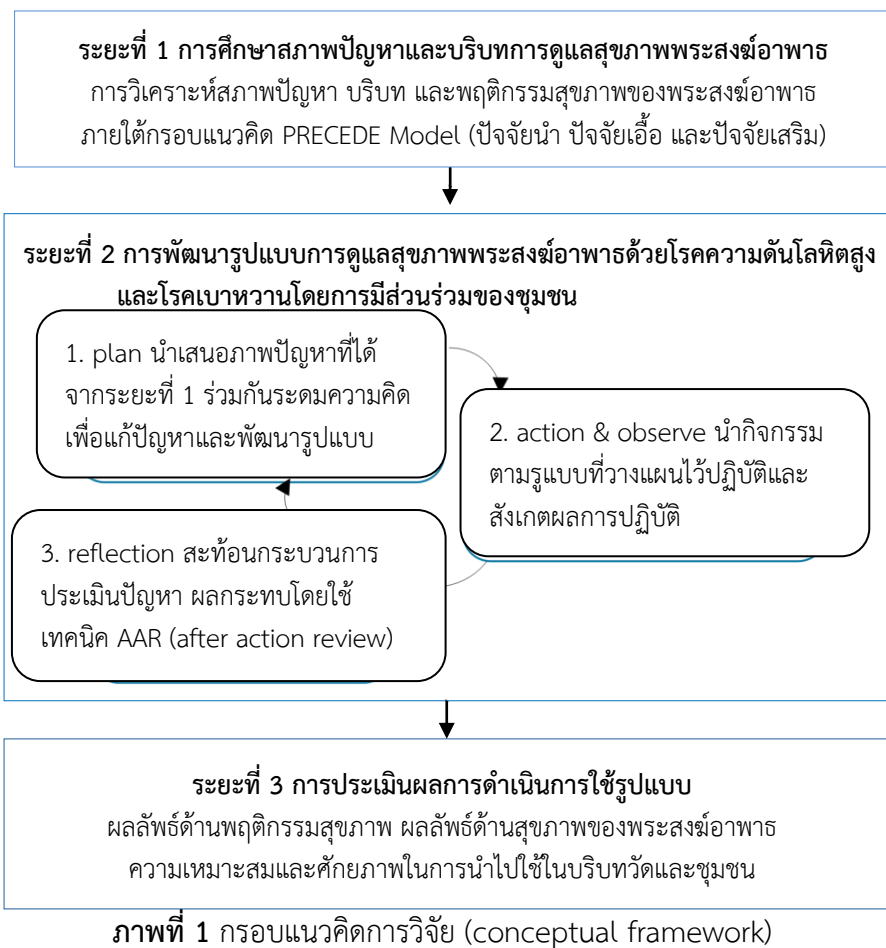 ระยะที่ 1 การศึกษาสภาพปัญหาและบริบทการดูแลสุขภาพพระสงฆ์อาพาธ
การวิเคราะห์สภาพปัญหา บริบท และพฤติกรรมสุขภาพของพระสงฆ์อาพาธ
ภายใต้กรอบแนวคิด PRECEDE Model (ปัจจัยนำ ปัจจัยเอื้อ และปัจจัยเสริม)
ระยะที่ 2 การพัฒนารูปแบบการดูแลสุขภาพพระสงฆ์อาพาธด้วยโรคความดันโลหิตสูง
และโรคเบาหวานโดยการมีส่วนร่วมของชุมชน
1. plan นำเสนอภาพปัญหาที่ได้
จากระยะที่ 1 ร่วมกันระดมความคิด
เพื่อแก้ปัญหาและพัฒนารูปแบบ
2. action & observe นำกิจกรรม
ตามรูแบบที่วางแผนไว้ปฏิบัติและ
สังเกตผลการปฏิบัติ
3. reflection สะท้อนกระบวนการ
ประเมินปัญหา ผลกระทบโดยใช้
เทคนิค AAR (after action review)
ระยะที่ 3 การประเมินผลการดำเนินการใช้รูปแบบ
ผลลัพธ์ด้านพฤติกรรมสุขภาพ ผลลัพธ์ด้านสุขภาพของพระสงฆ์อาพาธ
ความเหมาะสมและศักยภาพในการนำไปใช้ในบริบทวัดและชุมชน
ภาพที่ 1 กรอบแนวคิดการวิจัย (conceptual framework)